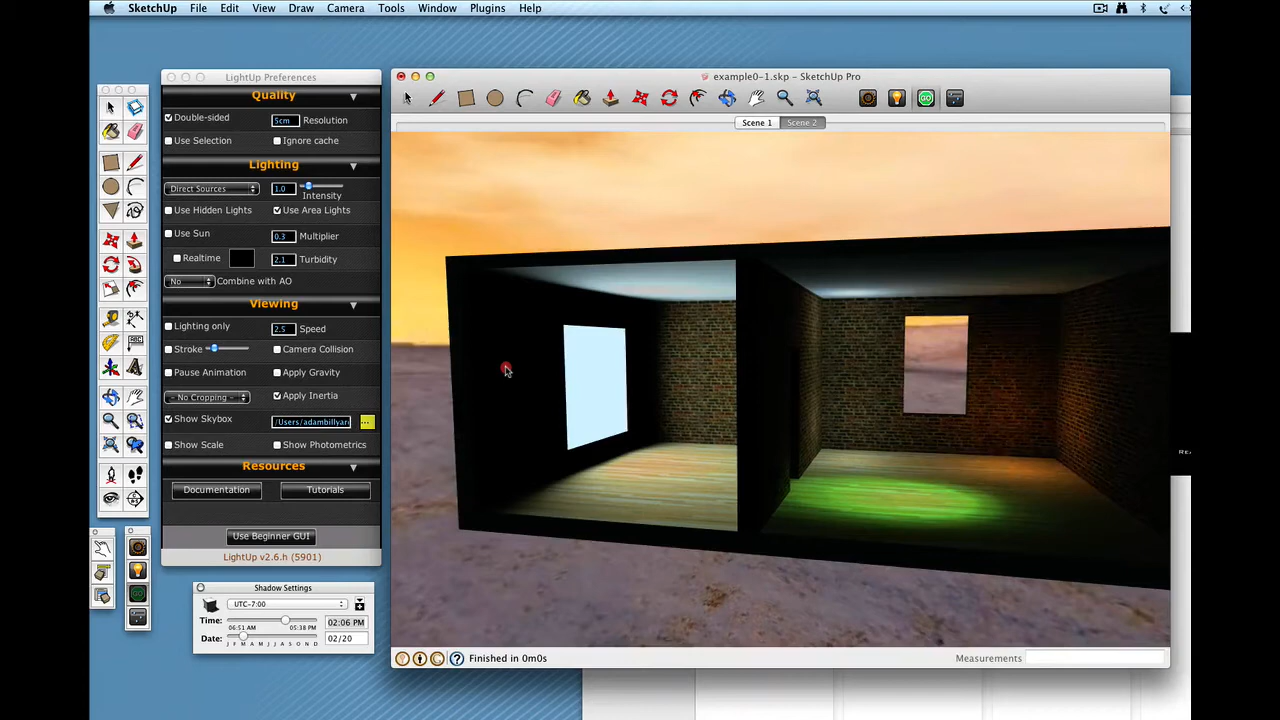 SketchUp File Edit View Draw Camera Tools Window Plugins Help
LightUp Preferences
example0-1.skp - SketchUp Pro
Scene 1 Scene 2
Quality
Double-sided 5cm Resolution
Use Selection Ignore cache
Lighting
Direct Sources 1.0 Intensity
Use Hidden Lights Use Area Lights
Use Sun 0.3 Multiplier
Realtime 2.1 Turbidity
No Combine with AO
Viewing
Lighting only 2.5 Speed
Stroke Camera Collision
Pause Animation Apply Gravity
- No Cropping - Apply Inertia
Show Skybox /Users/adambillyar ...
Show Scale Show Photometrics
Resources
Documentation Tutorials
Use Beginner GUI
LightUp v2.6.h (5901)
Shadow Settings
UTC-7:00
Time: 02:06 PM
06:51 AM 05:38 PM
Date: 02/20
J F M A M J J A S O N D
Finished in 0m0s Measurements